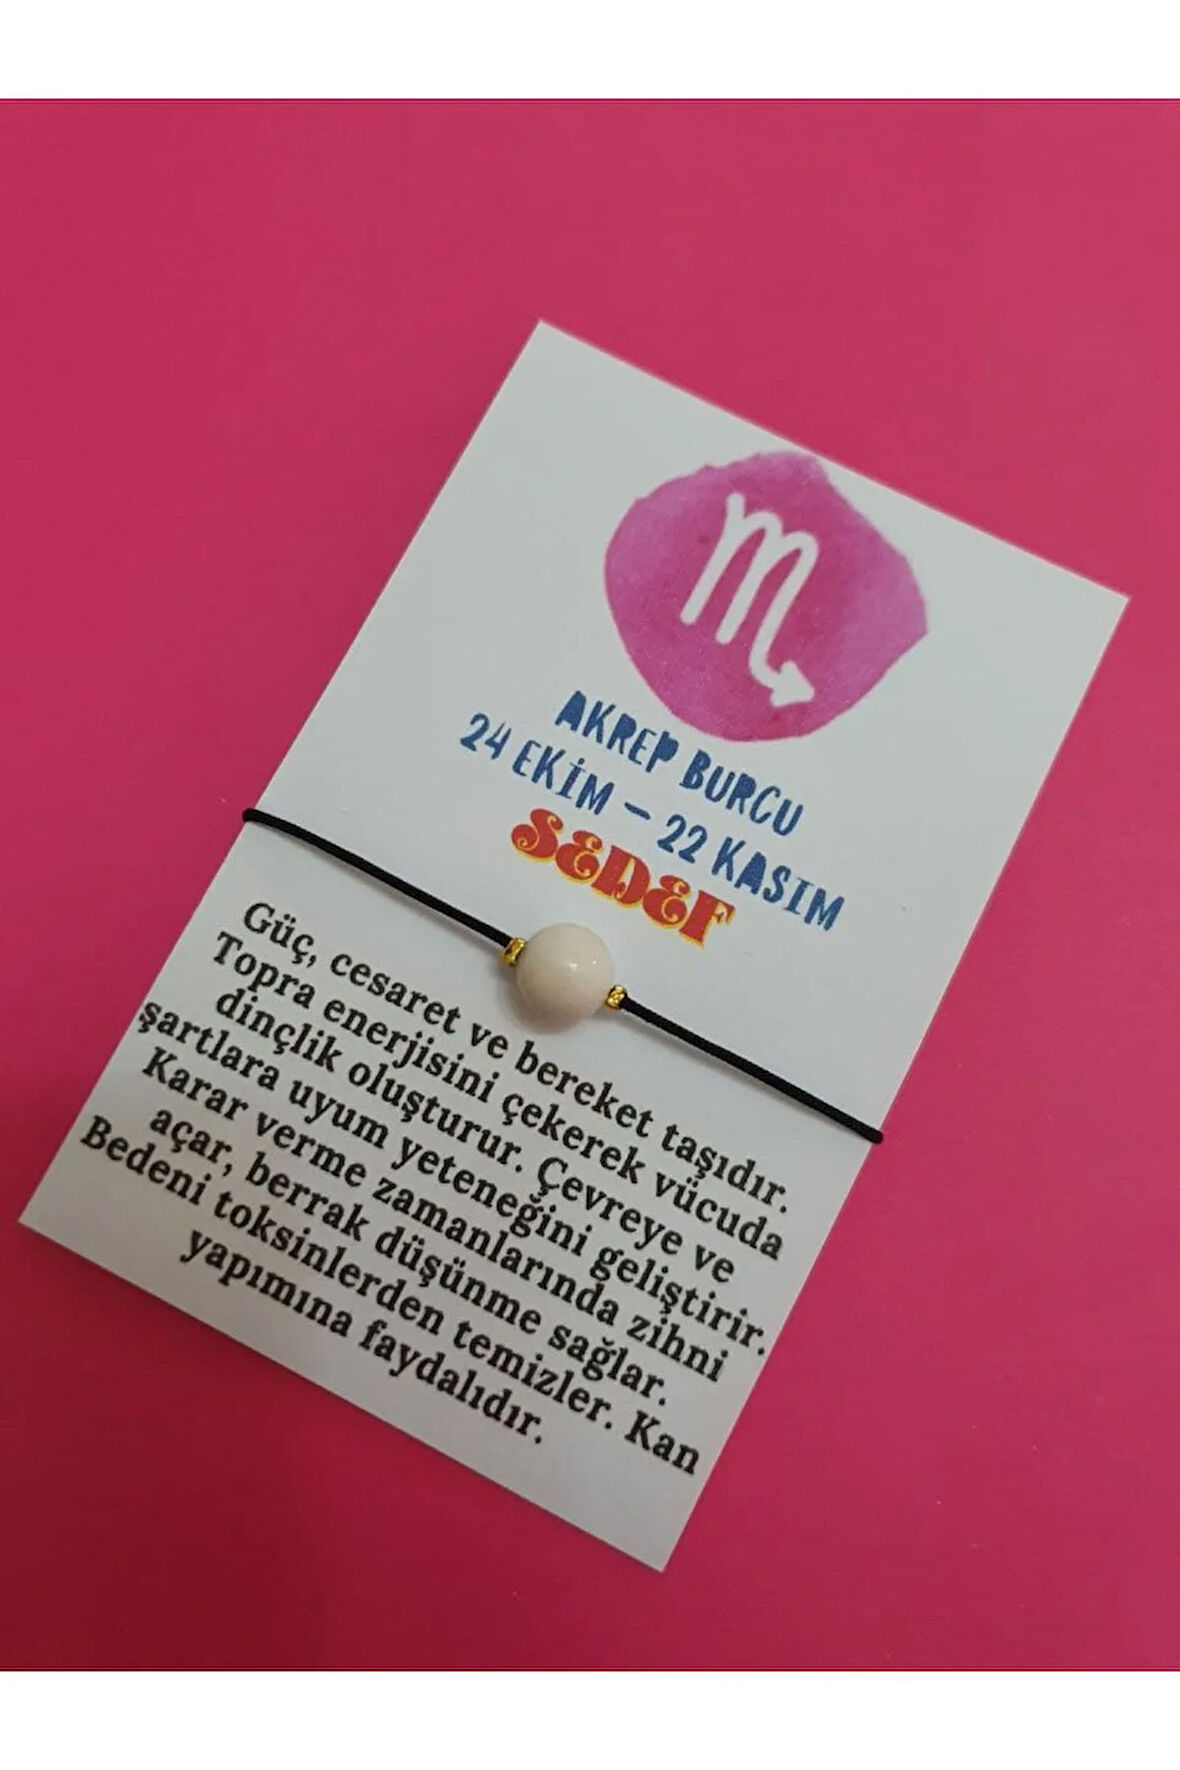 AKREP BURCU
24 EKİM – 22 KASIM
SEDEF
Güç, cesaret ve bereket taşıdır.
Topra enerjisini çekerek vücuda
dinçlik oluşturur. Çevreye ve
şartlara uyum yeteneğini geliştirir.
Karar verme zamanlarında zihni
açar, berrak düşünme sağlar.
Bedeni toksinlerden temizler. Kan
yapımına faydalıdır.